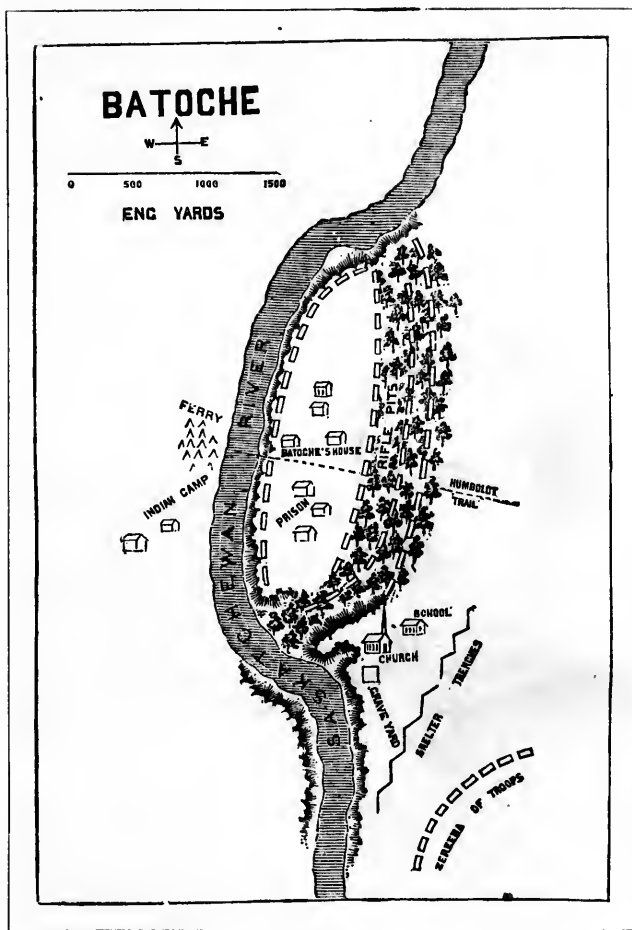 BATOCHE
W E
S
0 500 1000 1500
ENG YARDS
SASKATCHEWAN RIVER
FERRY
INDIAN CAMP
RIFLE PITS
BATOCHE'S HOUSE
PRISON
HUMBOLDT
TRAIL
SCHOOL
CHURCH
GRAVE YARD
SHELTER TRENCHES
ZEREEBA OF TROOPS